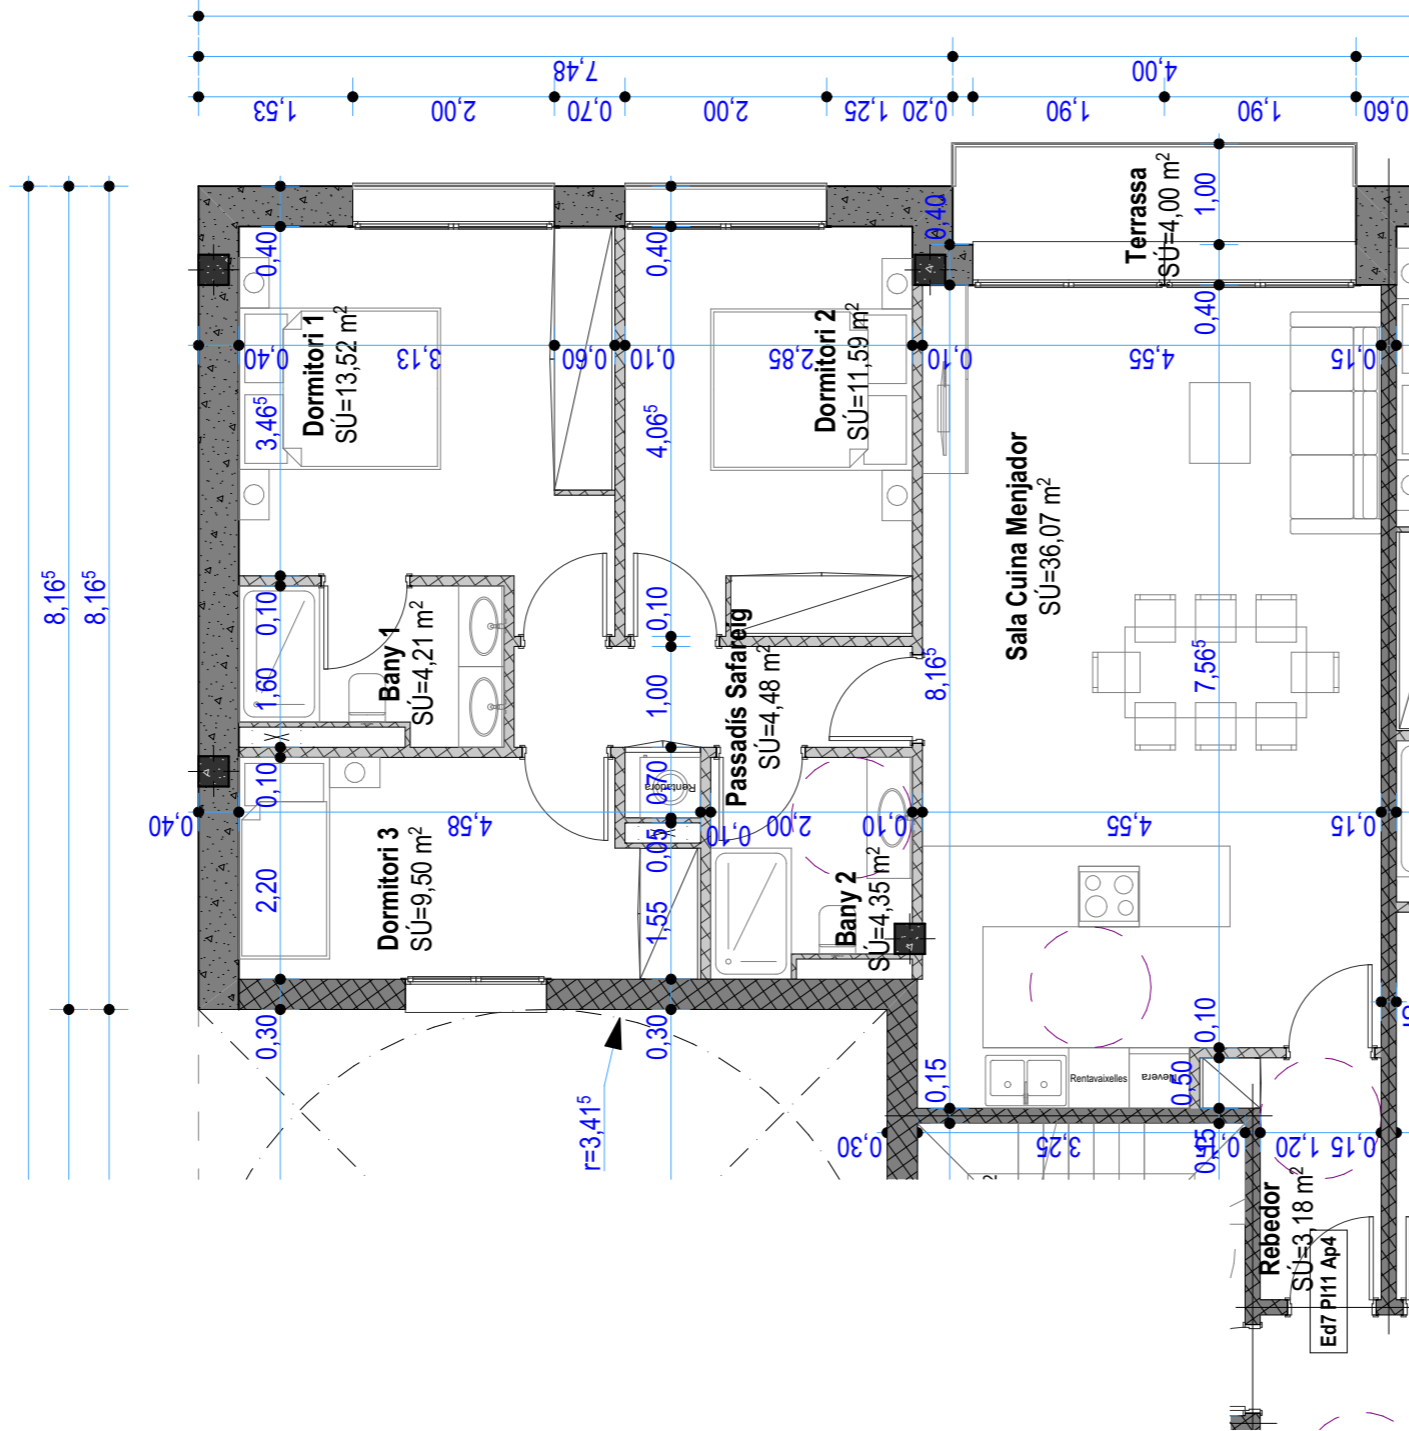 7,48
4,00
1,53
2,00
0,70
2,00
1,25
0,20
1,90
1,90
0,60
8,16⁵
8,16⁵
0,40
0,40
0,40
1,00
0,40
Terrassa
SÚ=4,00 m²
0,40
3,13
0,60
0,10
2,85
0,10
4,55
0,15
Dormitori 1
SÚ=13,52 m²
3,46⁵
4,06⁵
Dormitori 2
SÚ=11,59 m²
Sala Cuina Menjador
SÚ=36,07 m²
0,10
1,60
0,10
Bany 1
SÚ=4,21 m²
0,10
1,00
Passadís Safareig
SÚ=4,48 m²
8,16⁵
7,56⁵
Rentadora
0,70
0,40
4,58
0,10
2,00
0,10
4,55
0,15
0,05
1,55
2,20
Dormitori 3
SÚ=9,50 m²
Bany 2
SÚ=4,35 m²
0,30
0,30
0,15
0,10
0,50
Rentavaixelles
Nevera
r=3,41⁵
0,30
3,25
0,15
0,15
1,20
0,15
Rebedor
SÚ=3,18 m²
Ed7 Pl11 Ap4